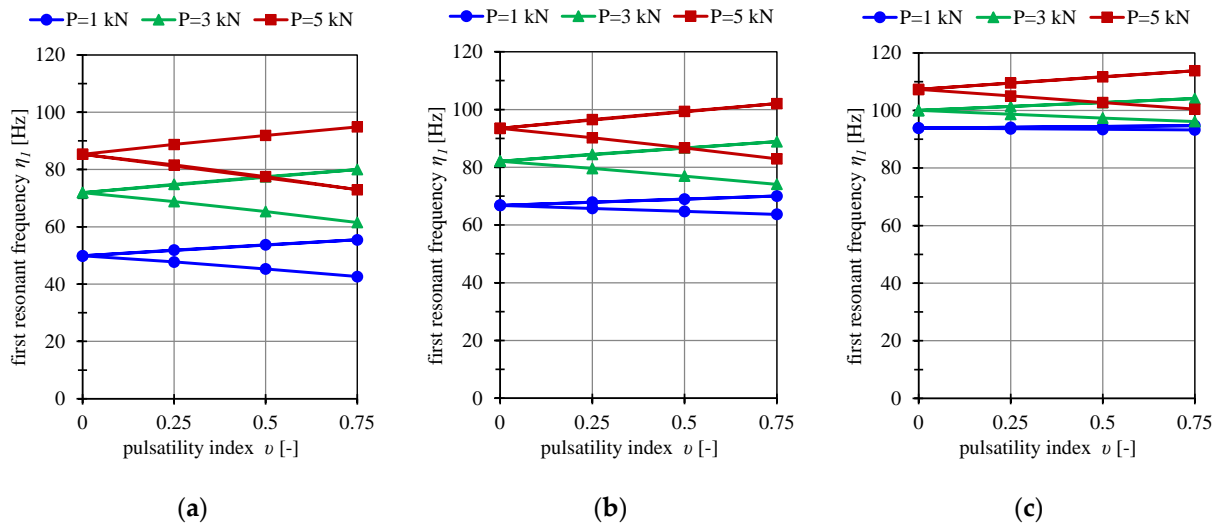 P=1 kN P=3 kN P=5 kN
120
100
80
60
40
20
0
0 0.25 0.5 0.75
first resonant frequency η1 [Hz]
pulsatility index υ [-]
(a)
P=1 kN P=3 kN P=5 kN
120
100
80
60
40
20
0
0 0.25 0.5 0.75
first resonant frequency η1 [Hz]
pulsatility index υ [-]
(b)
P=1 kN P=3 kN P=5 kN
120
100
80
60
40
20
0
0 0.25 0.5 0.75
first resonant frequency η1 [Hz]
pulsatility index υ [-]
(c)